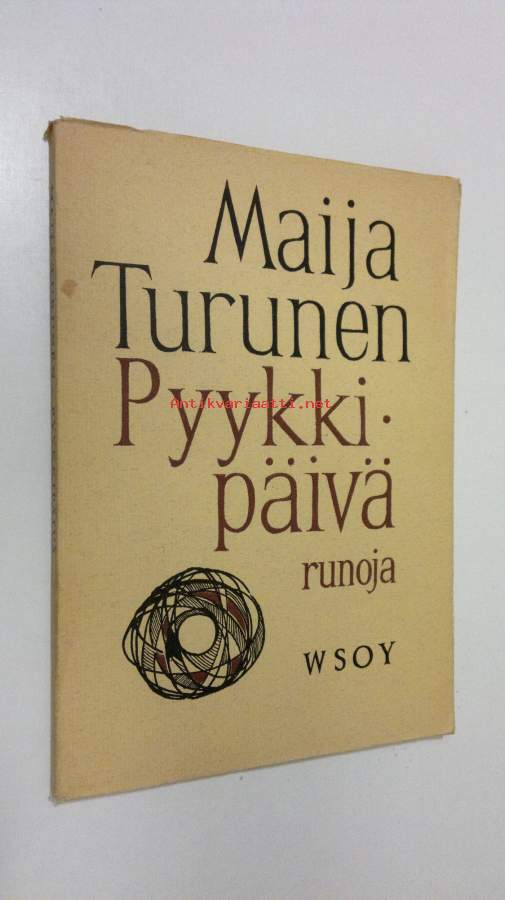 Maija
Turunen
Pyykki-
Antikvariaatti.net
päivä
runoja
WSOY